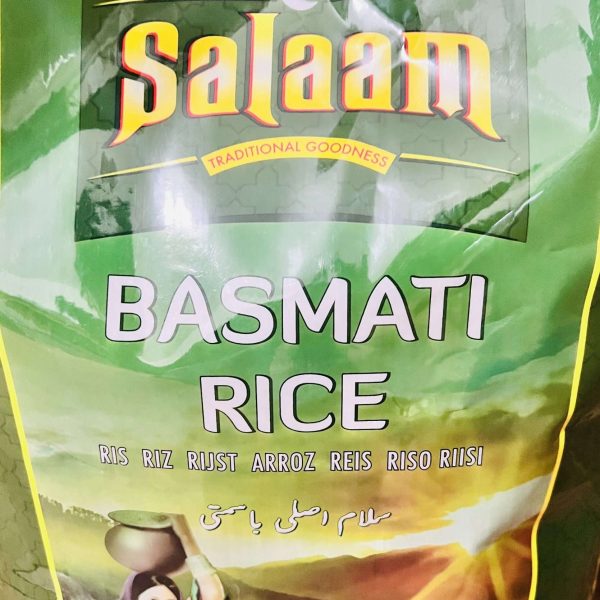 Salaam
TRADITIONAL GOODNESS
BASMATI
RICE
RIS RIZ RIJST ARROZ REIS RISO RIISI
سلام اصلی باسمتی